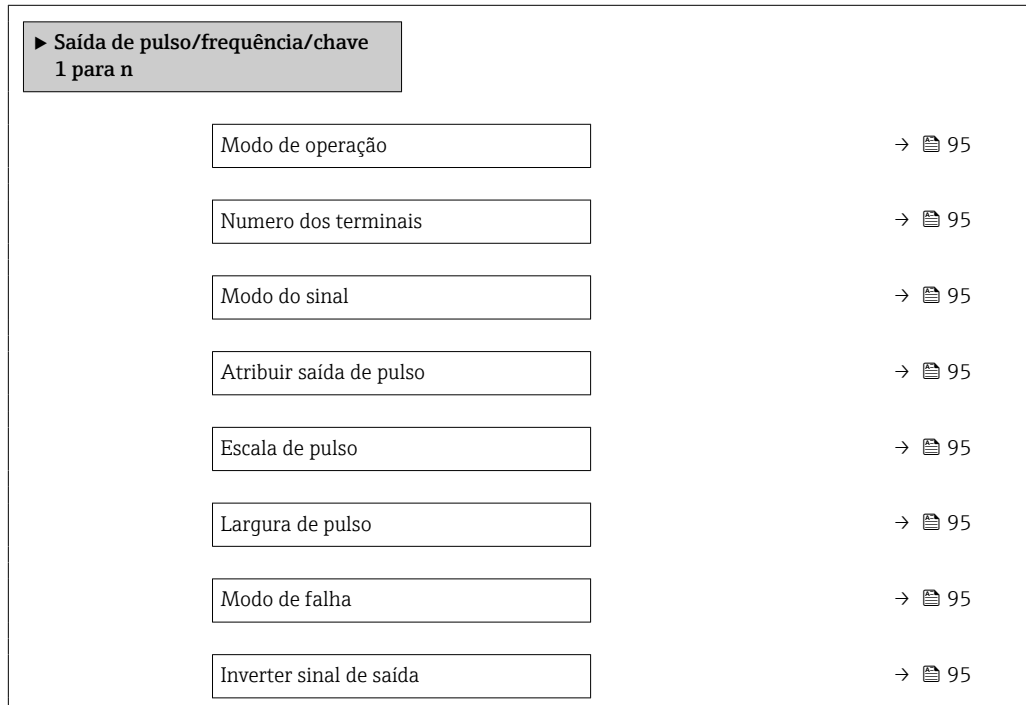 ▶ Saída de pulso/frequência/chave
1 para n
Modo de operação → 95
Numero dos terminais → 95
Modo do sinal → 95
Atribuir saída de pulso → 95
Escala de pulso → 95
Largura de pulso → 95
Modo de falha → 95
Inverter sinal de saída → 95